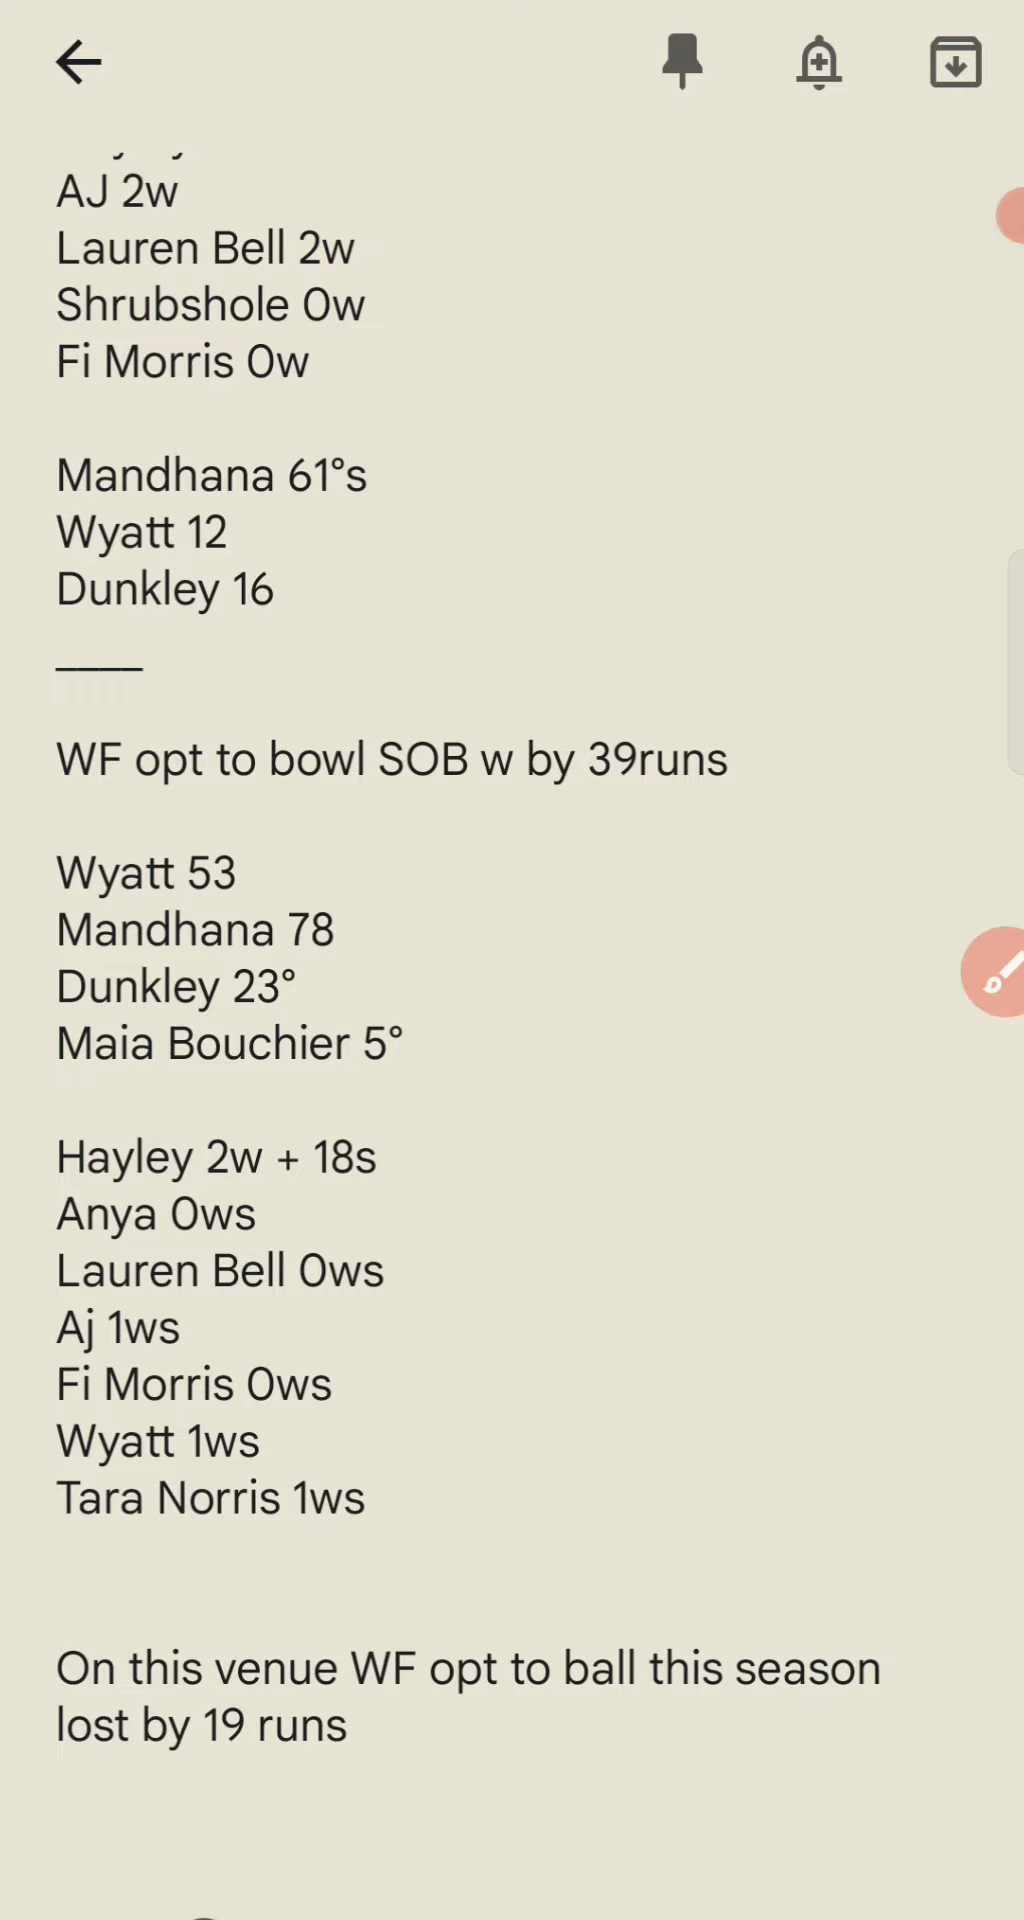 AJ 2w
Lauren Bell 2w
Shrubshole 0w
Fi Morris 0w
Mandhana 61°s
Wyatt 12
Dunkley 16
____
WF opt to bowl SOB w by 39runs
Wyatt 53
Mandhana 78
Dunkley 23°
Maia Bouchier 5°
Hayley 2w + 18s
Anya 0ws
Lauren Bell 0ws
Aj 1ws
Fi Morris 0ws
Wyatt 1ws
Tara Norris 1ws
On this venue WF opt to ball this season
lost by 19 runs